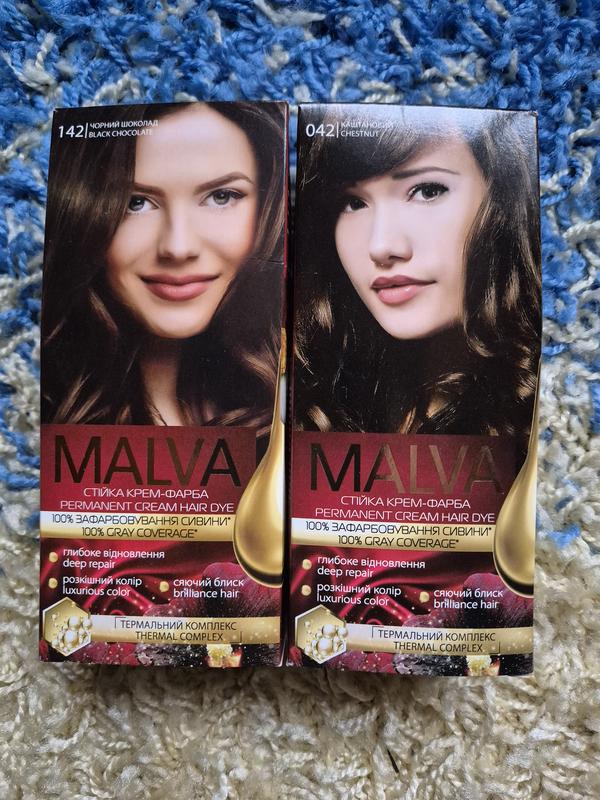 142 ЧОРНИЙ ШОКОЛАД
BLACK CHOCOLATE
MALVA
СТІЙКА КРЕМ-ФАРБА
PERMANENT CREAM HAIR DYE
100% ЗАФАРБОВУВАННЯ СИВИНИ*
100% GRAY COVERAGE*
глибоке відновлення
deep repair
розкішний колір
luxurious color
сяючий блиск
brilliance hair
ТЕРМАЛЬНИЙ КОМПЛЕКС
THERMAL COMPLEX
042 КАШТАНОВИЙ
CHESTNUT
MALVA
СТІЙКА КРЕМ-ФАРБА
PERMANENT CREAM HAIR DYE
100% ЗАФАРБОВУВАННЯ СИВИНИ*
100% GRAY COVERAGE*
глибоке відновлення
deep repair
розкішний колір
luxurious color
сяючий блиск
brilliance hair
ТЕРМАЛЬНИЙ КОМПЛЕКС
THERMAL COMPLEX